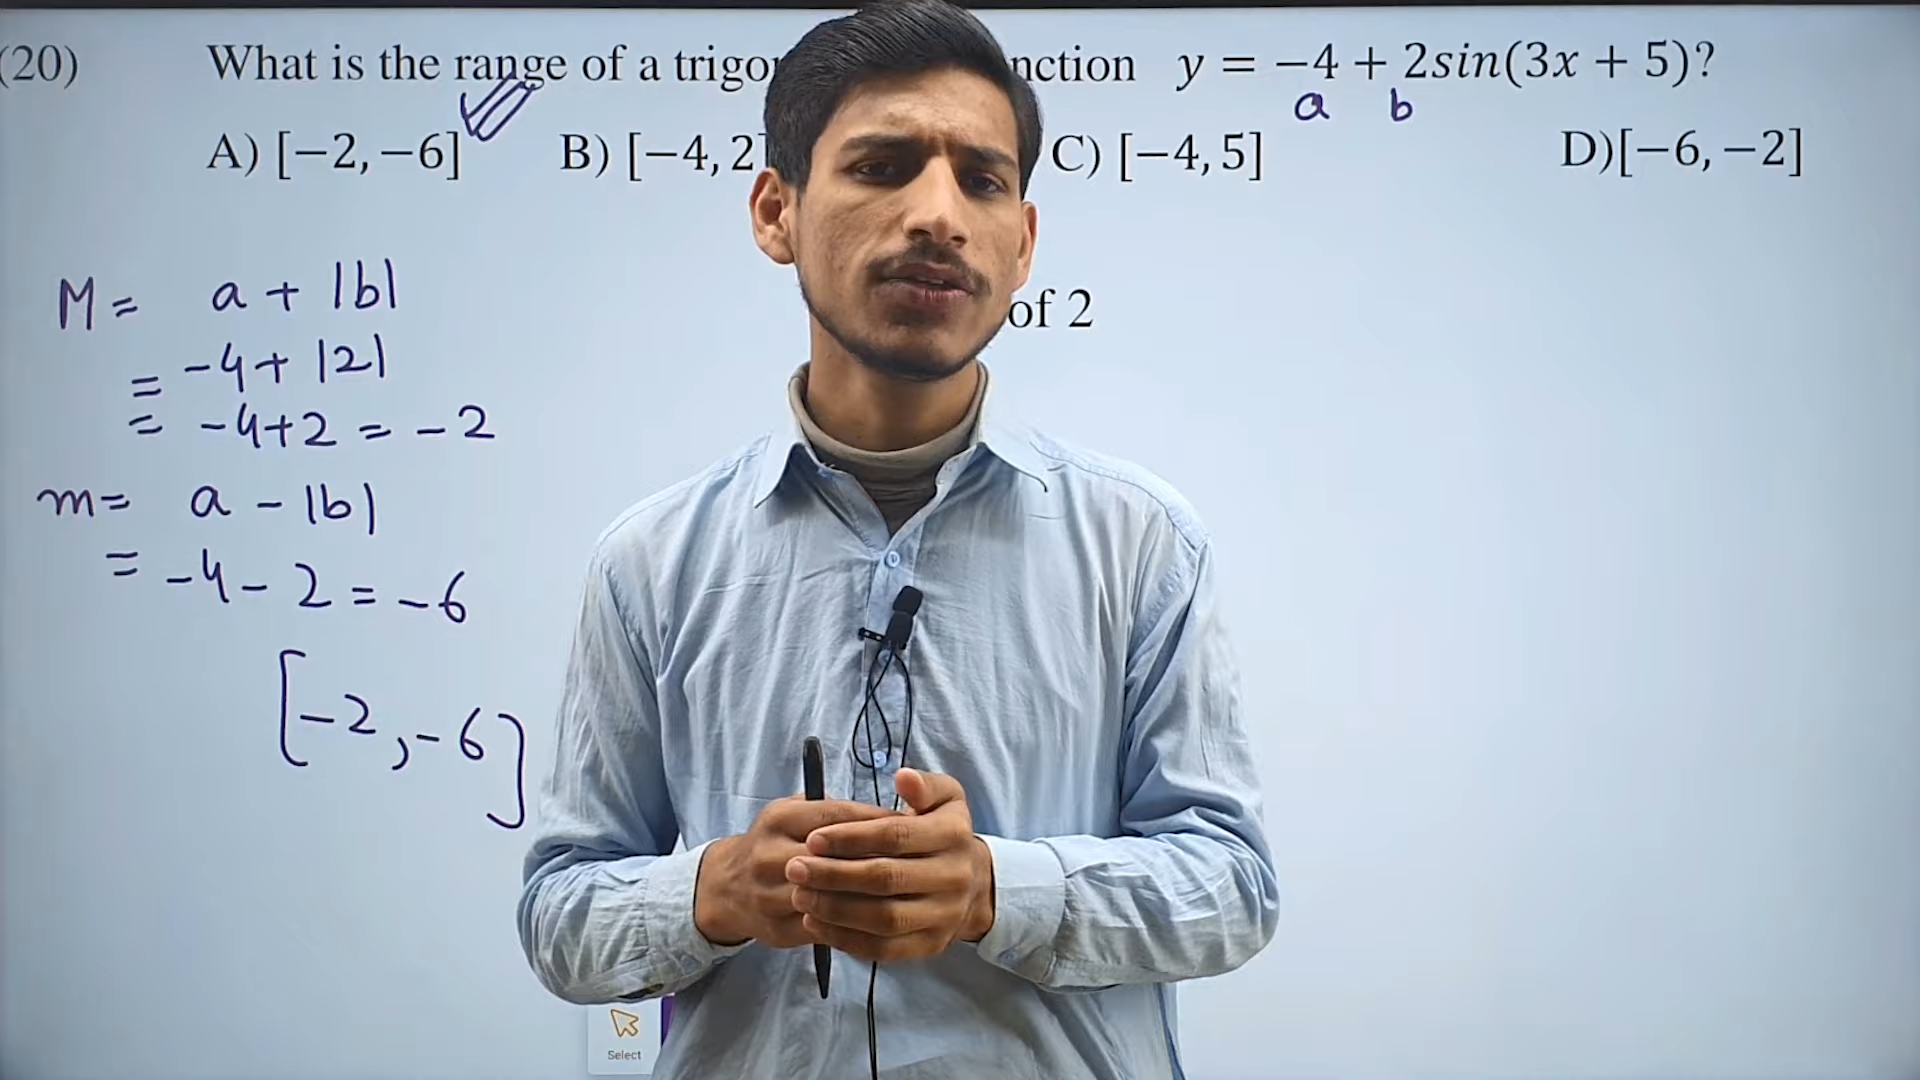 (20) What is the range of a trigo nction y = −4 + 2sin(3x + 5)?
a b
A) [−2, −6] B) [−4, 2 C) [−4, 5] D)[−6, −2]
of 2
M = a + |b|
= -4 + |2|
= -4+2 = -2
m = a - |b|
= -4 - 2 = -6
[-2, -6]
Select